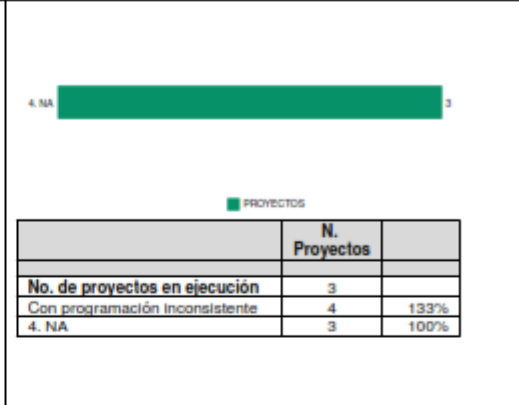 4. NA 3
PROYECTOS
N.
Proyectos
No. de proyectos en ejecución 3
Con programación inconsistente 4 133%
4. NA 3 100%